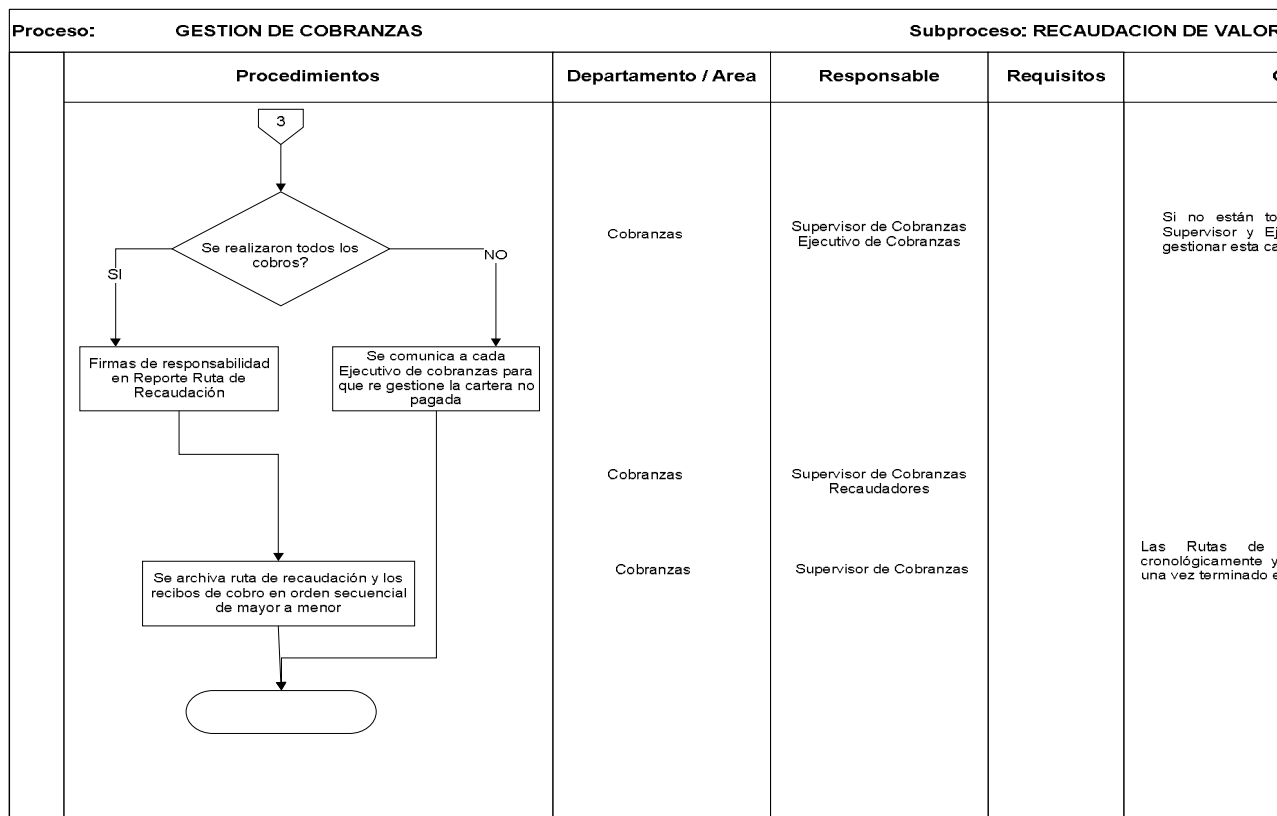 Proceso: GESTION DE COBRANZAS Subproceso: RECAUDACION DE VALOR
Procedimientos Departamento / Area Responsable Requisitos
3
Se realizaron todos los
cobros?
SI
NO
Cobranzas
Supervisor de Cobranzas
Ejecutivo de Cobranzas
Si no están to
Supervisor y Ej
gestionar esta ca
Firmas de responsabilidad
en Reporte Ruta de
Recaudación
Se comunica a cada
Ejecutivo de cobranzas para
que re gestione la cartera no
pagada
Cobranzas
Supervisor de Cobranzas
Recaudadores
Se archiva ruta de recaudación y los
recibos de cobro en orden secuencial
de mayor a menor
Cobranzas
Supervisor de Cobranzas
Las Rutas de
cronológicamente y
una vez terminado e